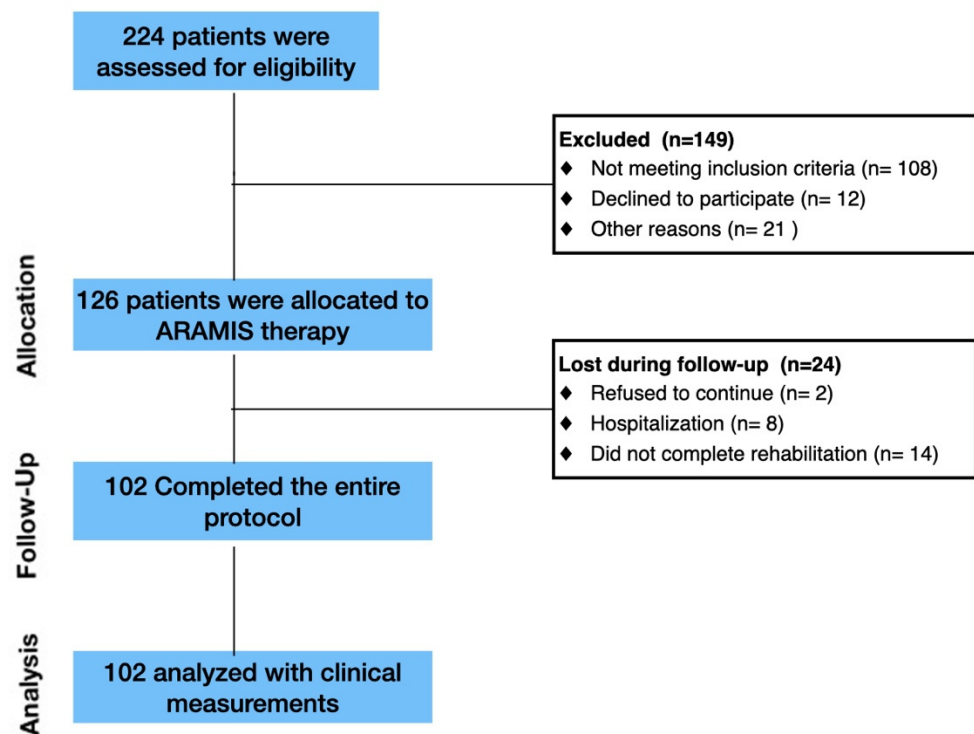 224 patients were
assessed for eligibility
Excluded (n=149)
♦ Not meeting inclusion criteria (n= 108)
♦ Declined to participate (n= 12)
♦ Other reasons (n= 21 )
Allocation
126 patients were allocated to
ARAMIS therapy
Lost during follow-up (n=24)
♦ Refused to continue (n= 2)
♦ Hospitalization (n= 8)
♦ Did not complete rehabilitation (n= 14)
Follow-Up
102 Completed the entire
protocol
Analysis
102 analyzed with clinical
measurements